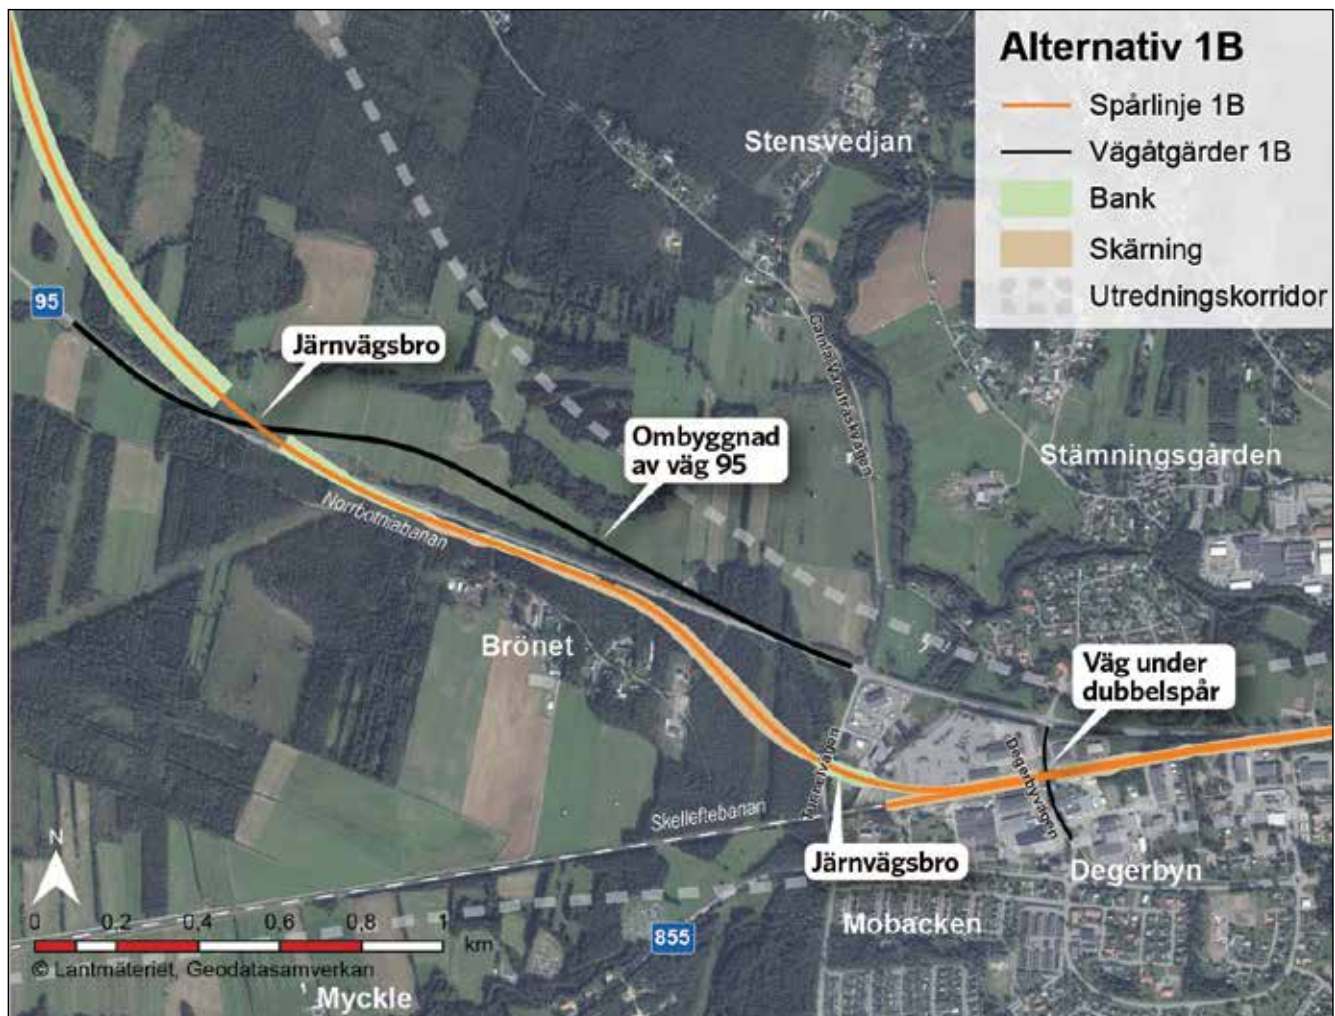 Alternativ 1B
Spårlinje 1B
Vägåtgärder 1B
Bank
Skärning
Utredningskorridor
Stensvedjan
95
Järnvägsbro
Ombyggnad
av väg 95
Stämningsgården
Norrbotniabanan
Brönet
Väg under
dubbelspår
Degerbyvägen
Skelleftebanan
Järnvägsbro
Degerbyn
Mobacken
855
N
0 0,2 0,4 0,6 0,8 1
km
© Lantmäteriet, Geodatasamverkan
Myckle